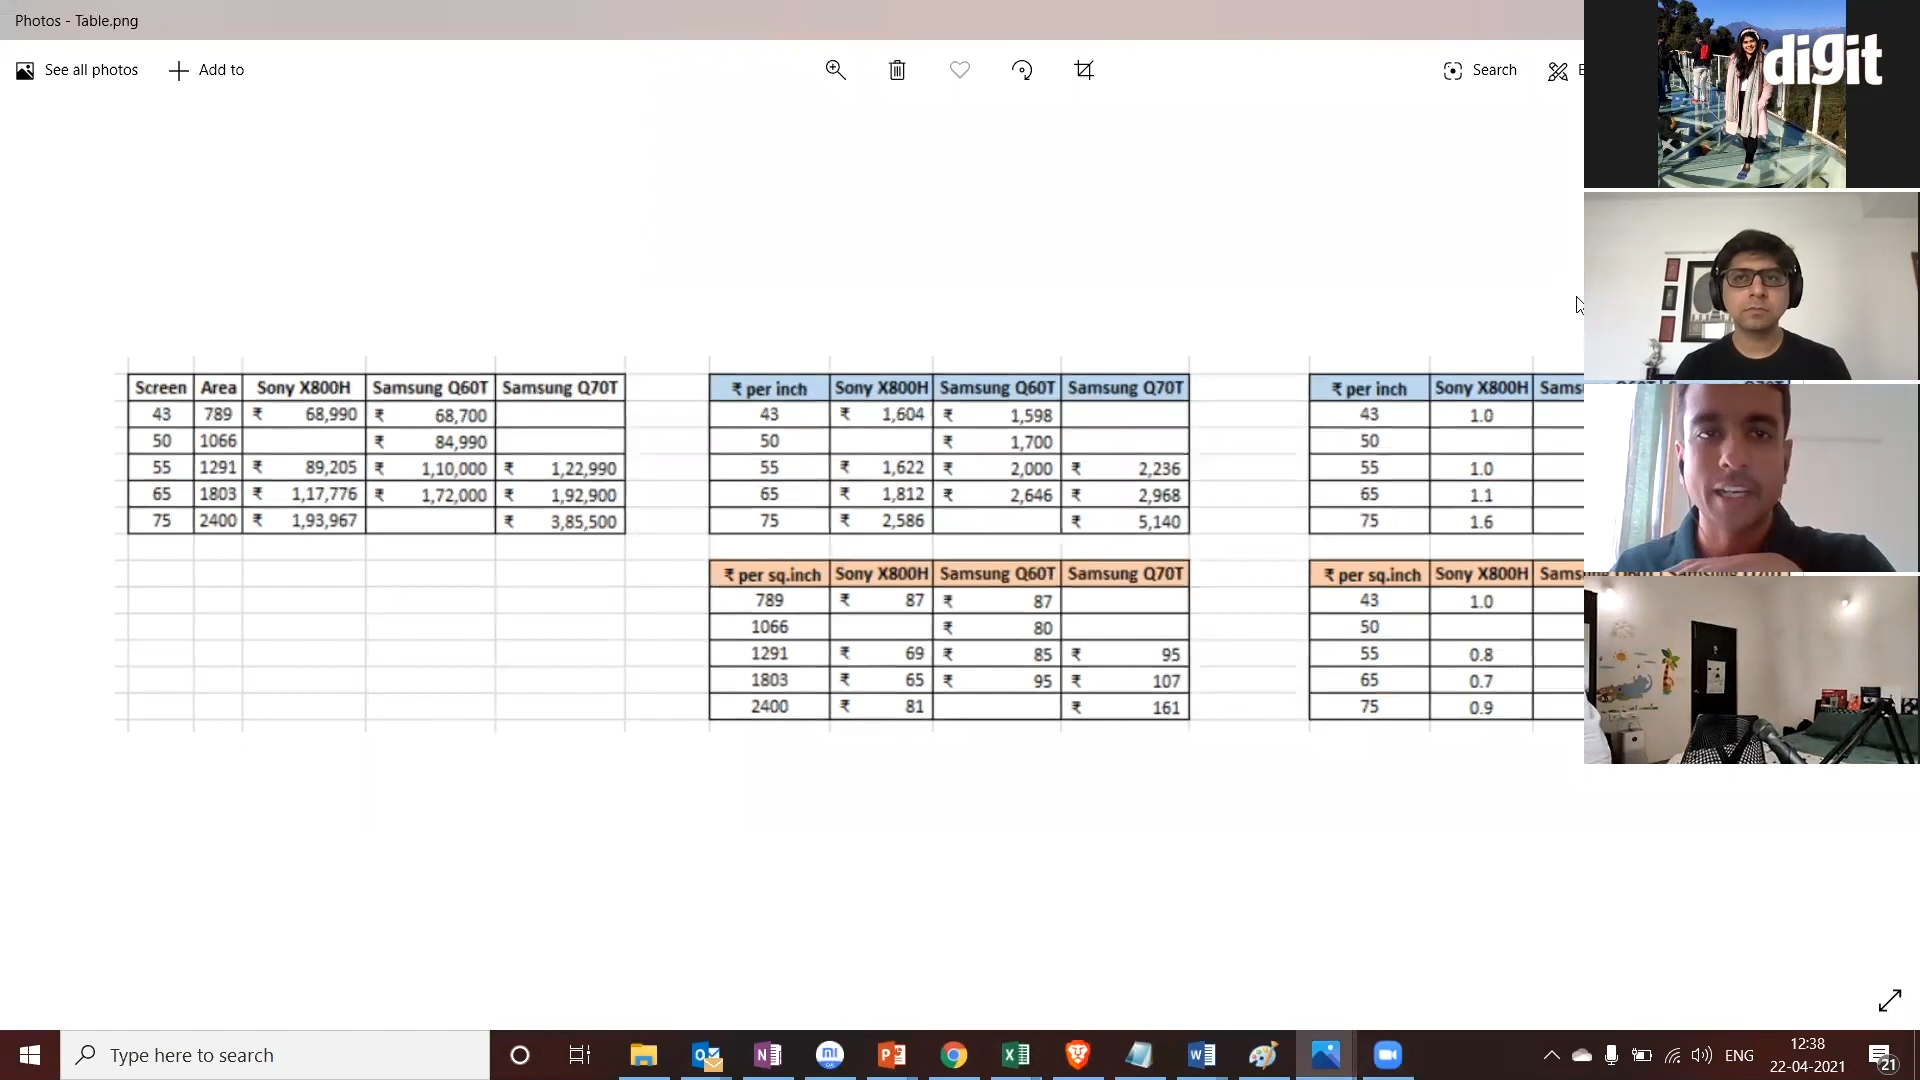 Photos - Table.png
See all photos
Add to
Search
digit
Screen Area Sony X800H Samsung Q60T Samsung Q70T
43 789 ₹ 68,990 ₹ 68,700
50 1066 ₹ 84,990
55 1291 ₹ 89,205 ₹ 1,10,000 ₹ 1,22,990
65 1803 ₹ 1,17,776 ₹ 1,72,000 ₹ 1,92,900
75 2400 ₹ 1,93,967 ₹ 3,85,500
₹ per inch Sony X800H Samsung Q60T Samsung Q70T
43 ₹ 1,604 ₹ 1,598
50 ₹ 1,700
55 ₹ 1,622 ₹ 2,000 ₹ 2,236
65 ₹ 1,812 ₹ 2,646 ₹ 2,968
75 ₹ 2,586 ₹ 5,140
₹ per sq.inch Sony X800H Samsung Q60T Samsung Q70T
789 ₹ 87 ₹ 87
1066 ₹ 80
1291 ₹ 69 ₹ 85 ₹ 95
1803 ₹ 65 ₹ 95 ₹ 107
2400 ₹ 81 ₹ 161
₹ per inch Sony X800H
43 1.0
50
55 1.0
65 1.1
75 1.6
₹ per sq.inch Sony X800H
43 1.0
50
55 0.8
65 0.7
75 0.9
Type here to search
ENG
12:38
22-04-2021
21